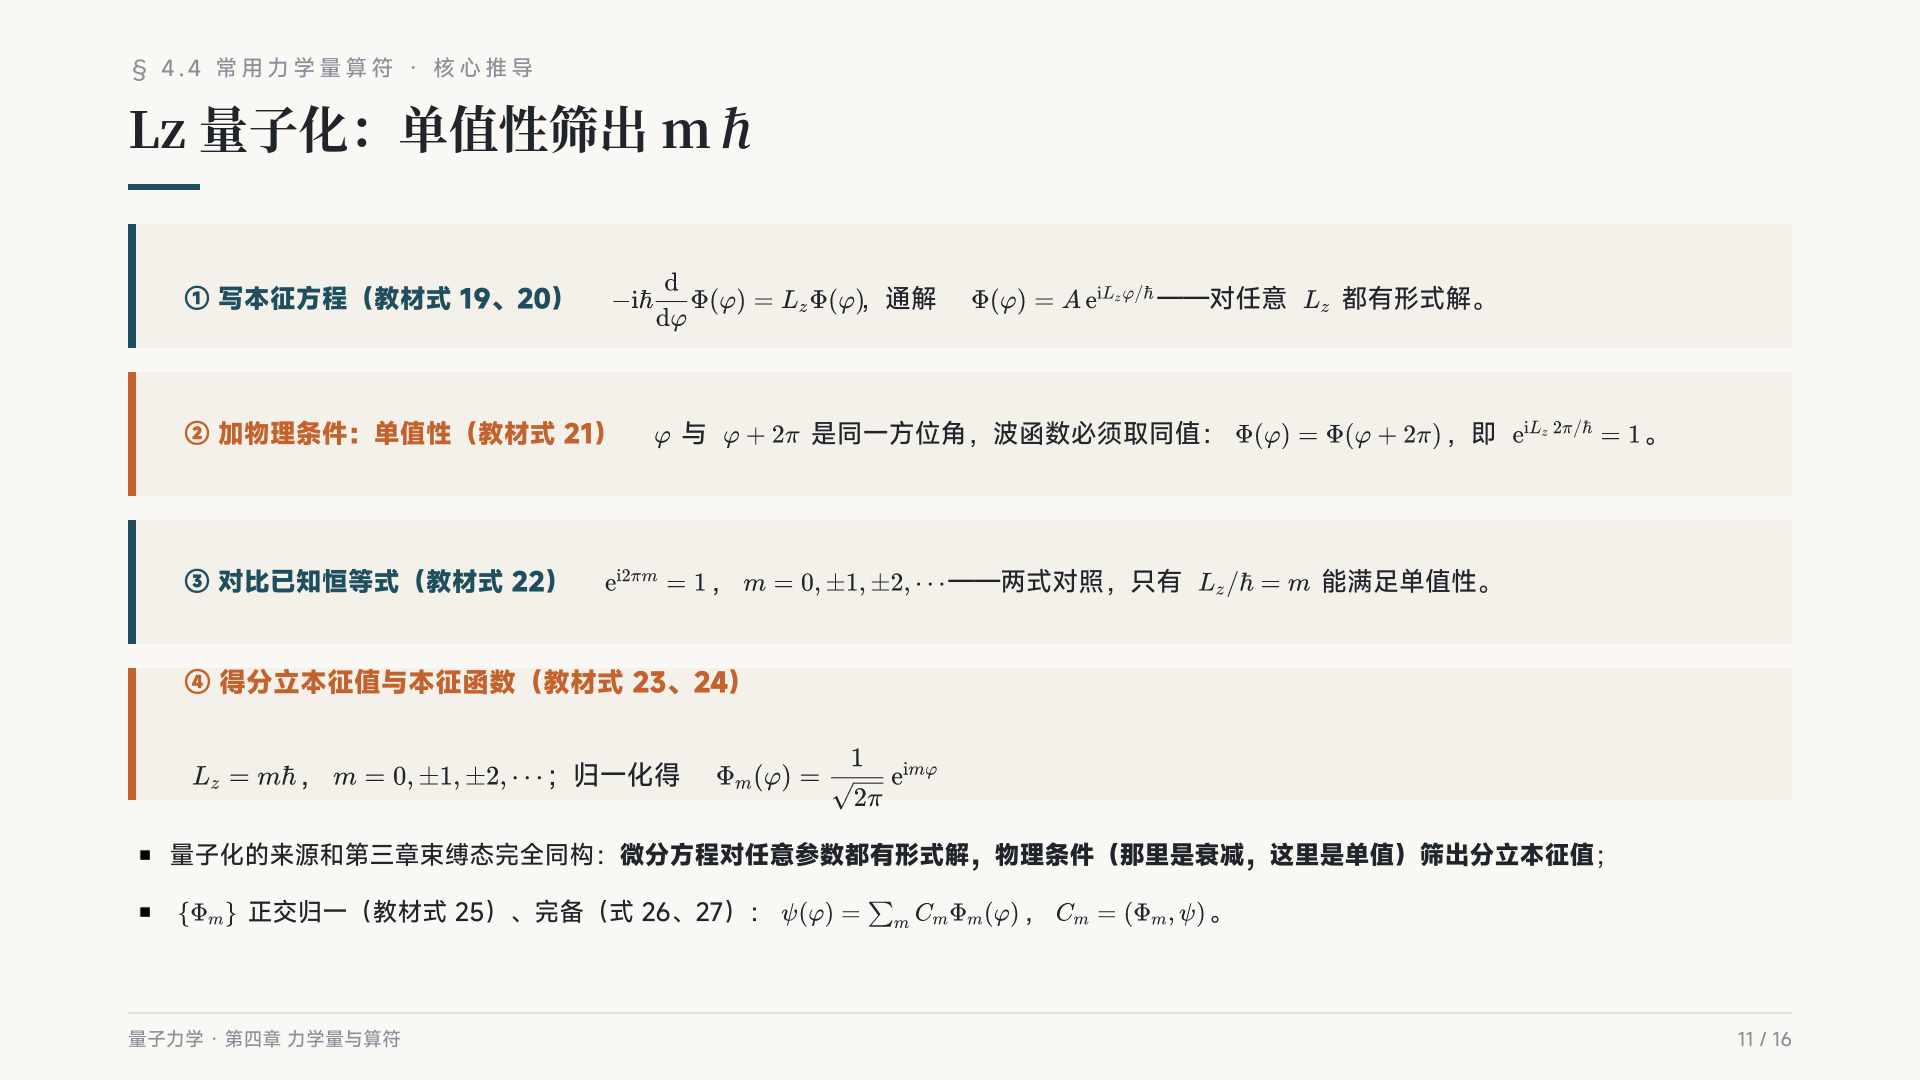 § 4.4 常用力学量算符 · 核心推导
Lz 量子化：单值性筛出 m ℏ
① 写本征方程（教材式 19、20） −iℏ d/dφ Φ(φ) = L_zΦ(φ)，通解 Φ(φ) = A e^{iL_zφ/ℏ}——对任意 L_z 都有形式解。
② 加物理条件：单值性（教材式 21） φ 与 φ + 2π 是同一方位角，波函数必须取同值： Φ(φ) = Φ(φ + 2π)，即 e^{iL_z 2π/ℏ} = 1。
③ 对比已知恒等式（教材式 22） e^{i2πm} = 1， m = 0, ±1, ±2, ⋯——两式对照，只有 L_z/ℏ = m 能满足单值性。
④ 得分立本征值与本征函数（教材式 23、24）
L_z = mℏ， m = 0, ±1, ±2, ⋯；归一化得 Φ_m(φ) = 1/√(2π) e^{imφ}
▪ 量子化的来源和第三章束缚态完全同构：微分方程对任意参数都有形式解，物理条件（那里是衰减，这里是单值）筛出分立本征值；
▪ {Φ_m} 正交归一（教材式 25）、完备（式 26、27）： ψ(φ) = ∑_m C_mΦ_m(φ)， C_m = (Φ_m, ψ)。
量子力学 · 第四章 力学量与算符
11 / 16